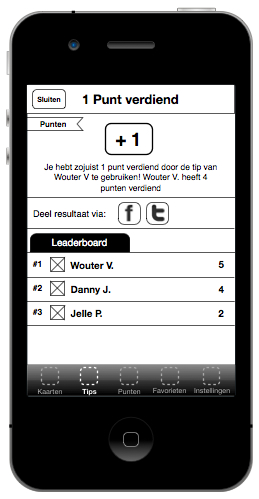 Sluiten
1 Punt verdiend
Punten
+ 1
Je hebt zojuist 1 punt verdiend door de tip van
Wouter V te gebruiken! Wouter V. heeft 4
punten verdiend
Deel resultaat via: f t
Leaderboard
#1 Wouter V. 5
#2 Danny J. 4
#3 Jelle P. 2
Kaarten Tips Punten Favorieten Instellingen